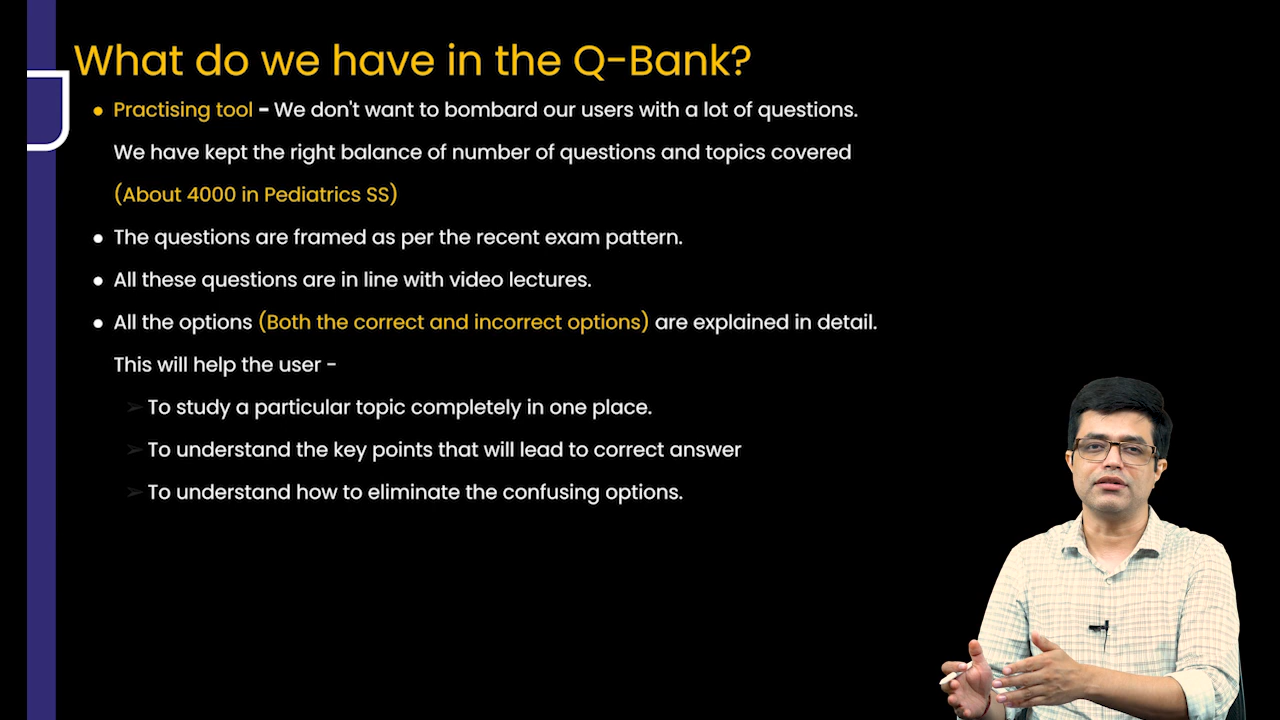 What do we have in the Q-Bank?
• Practising tool - We don't want to bombard our users with a lot of questions.
We have kept the right balance of number of questions and topics covered
(About 4000 in Pediatrics SS)
• The questions are framed as per the recent exam pattern.
• All these questions are in line with video lectures.
• All the options (Both the correct and incorrect options) are explained in detail.
This will help the user -
➢ To study a particular topic completely in one place.
➢ To understand the key points that will lead to correct answer
➢ To understand how to eliminate the confusing options.